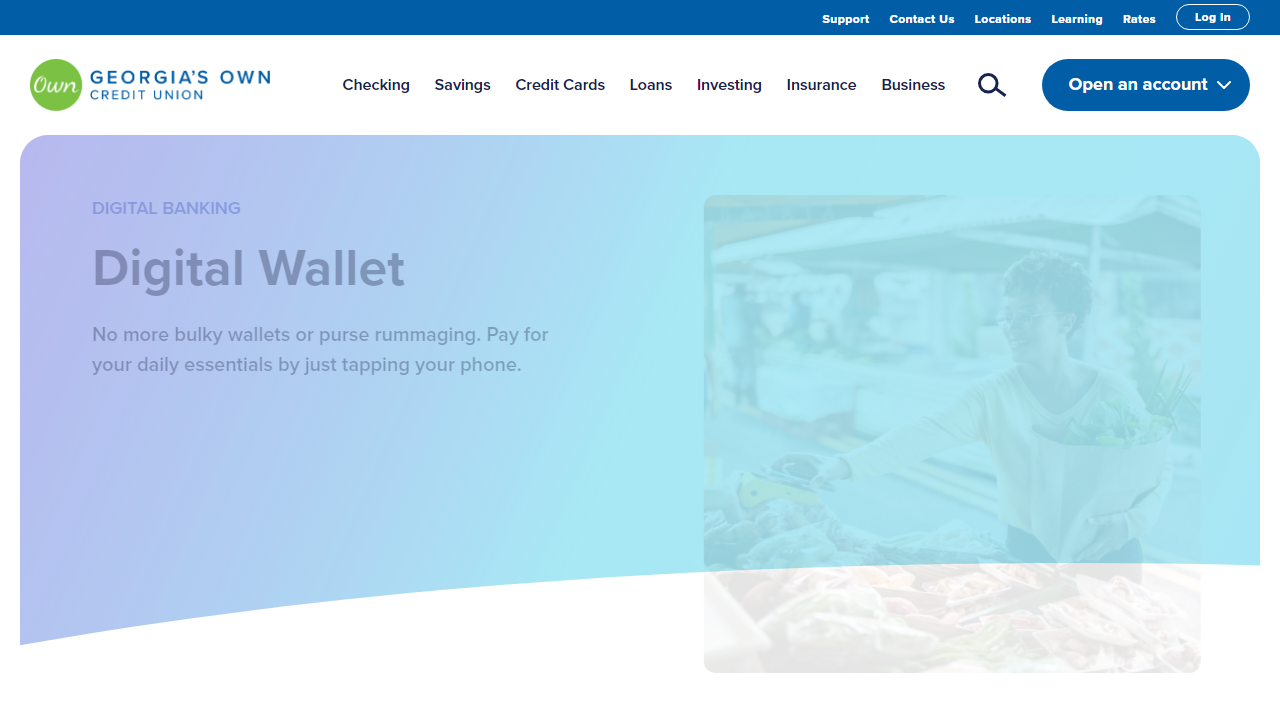 Support Contact Us Locations Learning Rates Log In
Own GEORGIA'S OWN
CREDIT UNION
Checking Savings Credit Cards Loans Investing Insurance Business Open an account
DIGITAL BANKING
Digital Wallet
No more bulky wallets or purse rummaging. Pay for
your daily essentials by just tapping your phone.